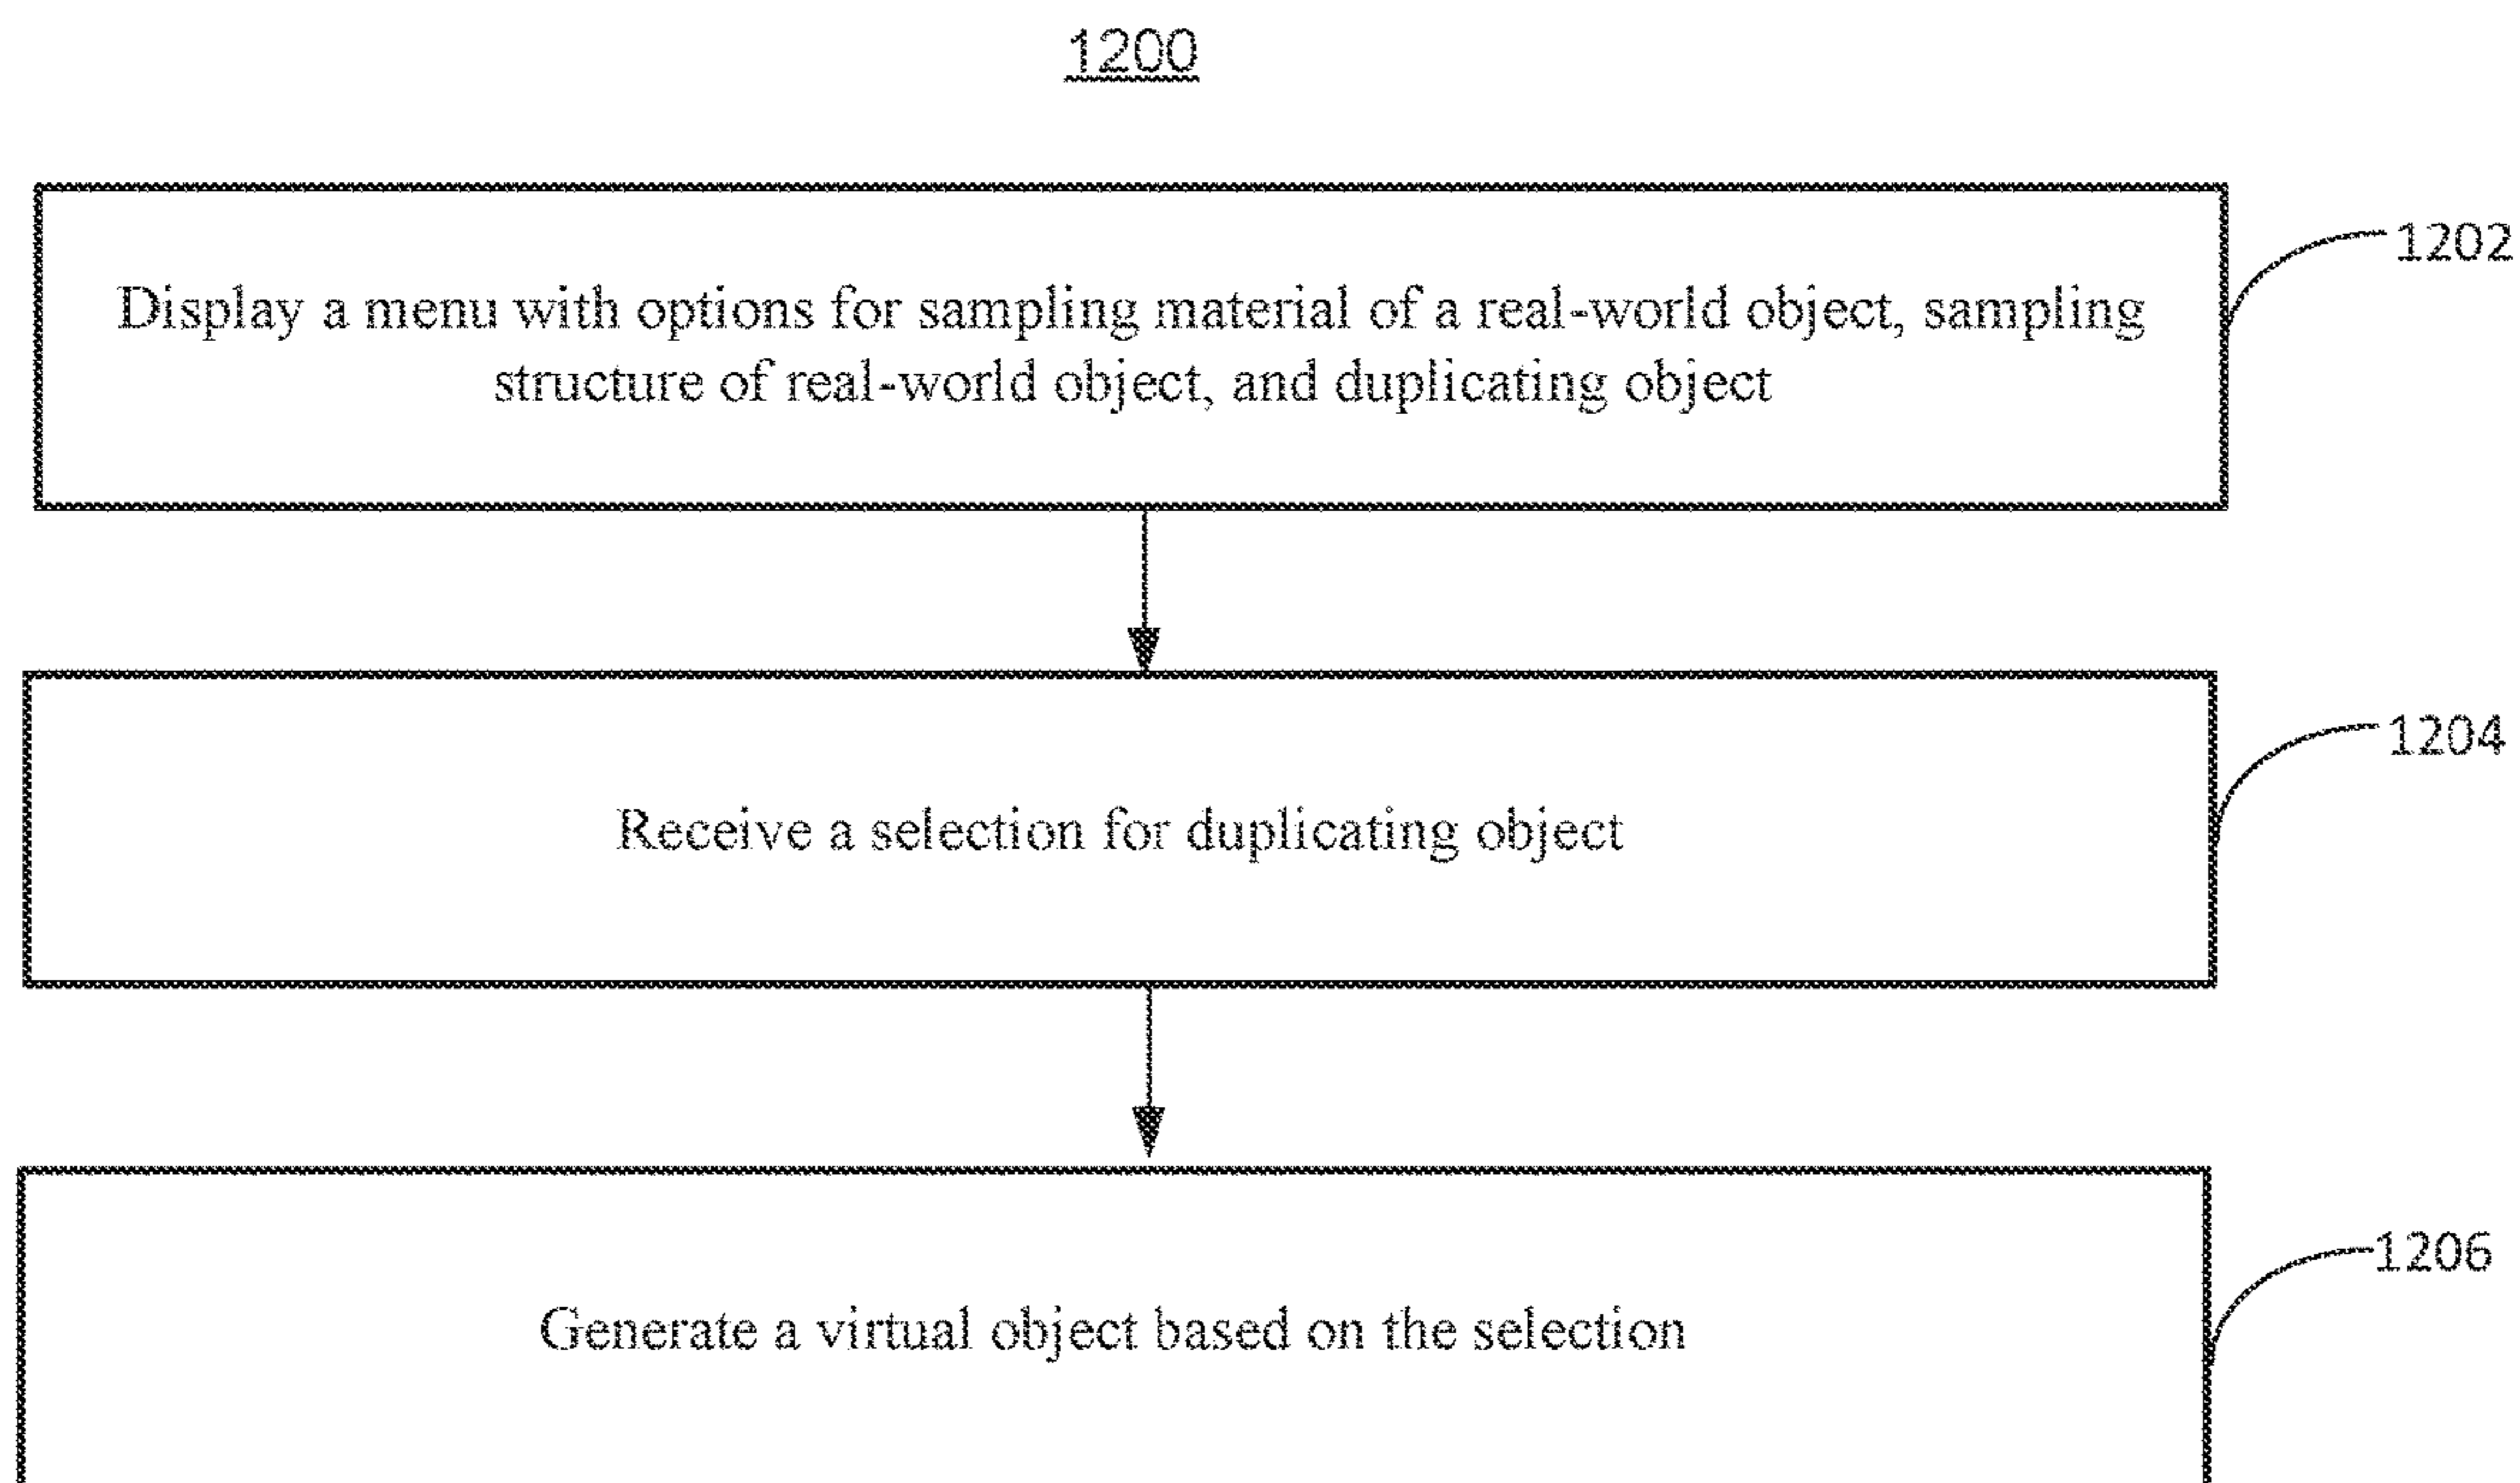 1200
1202
Display a menu with options for sampling material of a real-world object, sampling
structure of real-world object, and duplicating object
1204
Receive a selection for duplicating object
1206
Generate a virtual object based on the selection